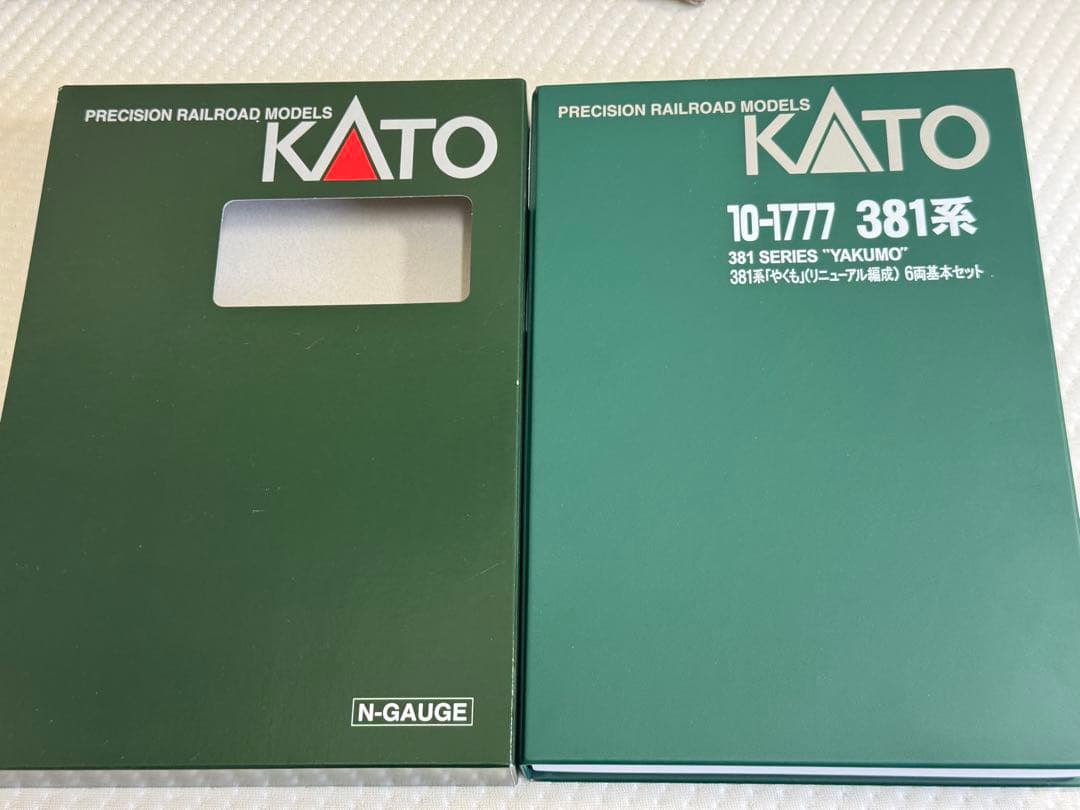 PRECISION RAILROAD MODELS
KATO
N-GAUGE
PRECISION RAILROAD MODELS
KATO
10-1777 381系
381 SERIES "YAKUMO"
381系「やくも」(リニューアル編成) 6両基本セット